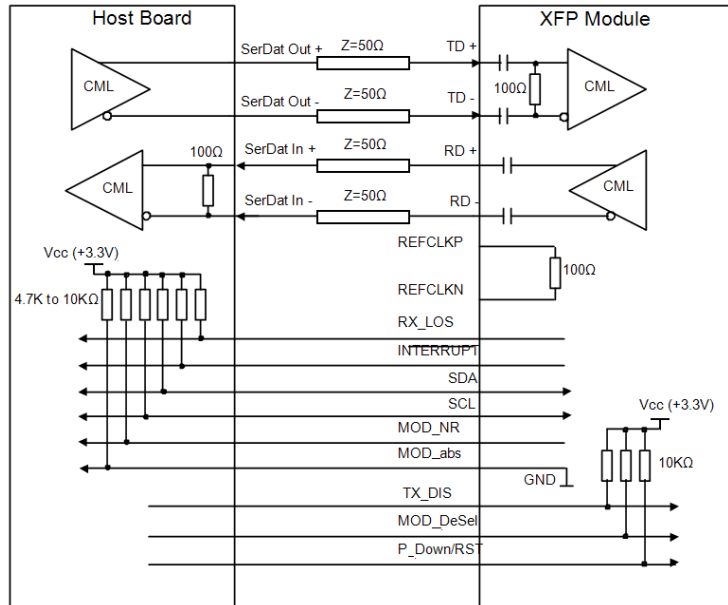 Host Board
XFP Module
SerDat Out +
Z=50Ω
TD +
CML
100Ω
CML
SerDat Out -
Z=50Ω
TD -
SerDat In +
Z=50Ω
RD +
100Ω
CML
CML
SerDat In -
Z=50Ω
RD -
REFCLKP
Vcc (+3.3V)
100Ω
REFCLKN
4.7K to 10KΩ
RX_LOS
INTERRUPT
SDA
SCL
Vcc (+3.3V)
MOD_NR
MOD_abs
10KΩ
GND
TX_DIS
MOD_DeSel
P_Down/RST